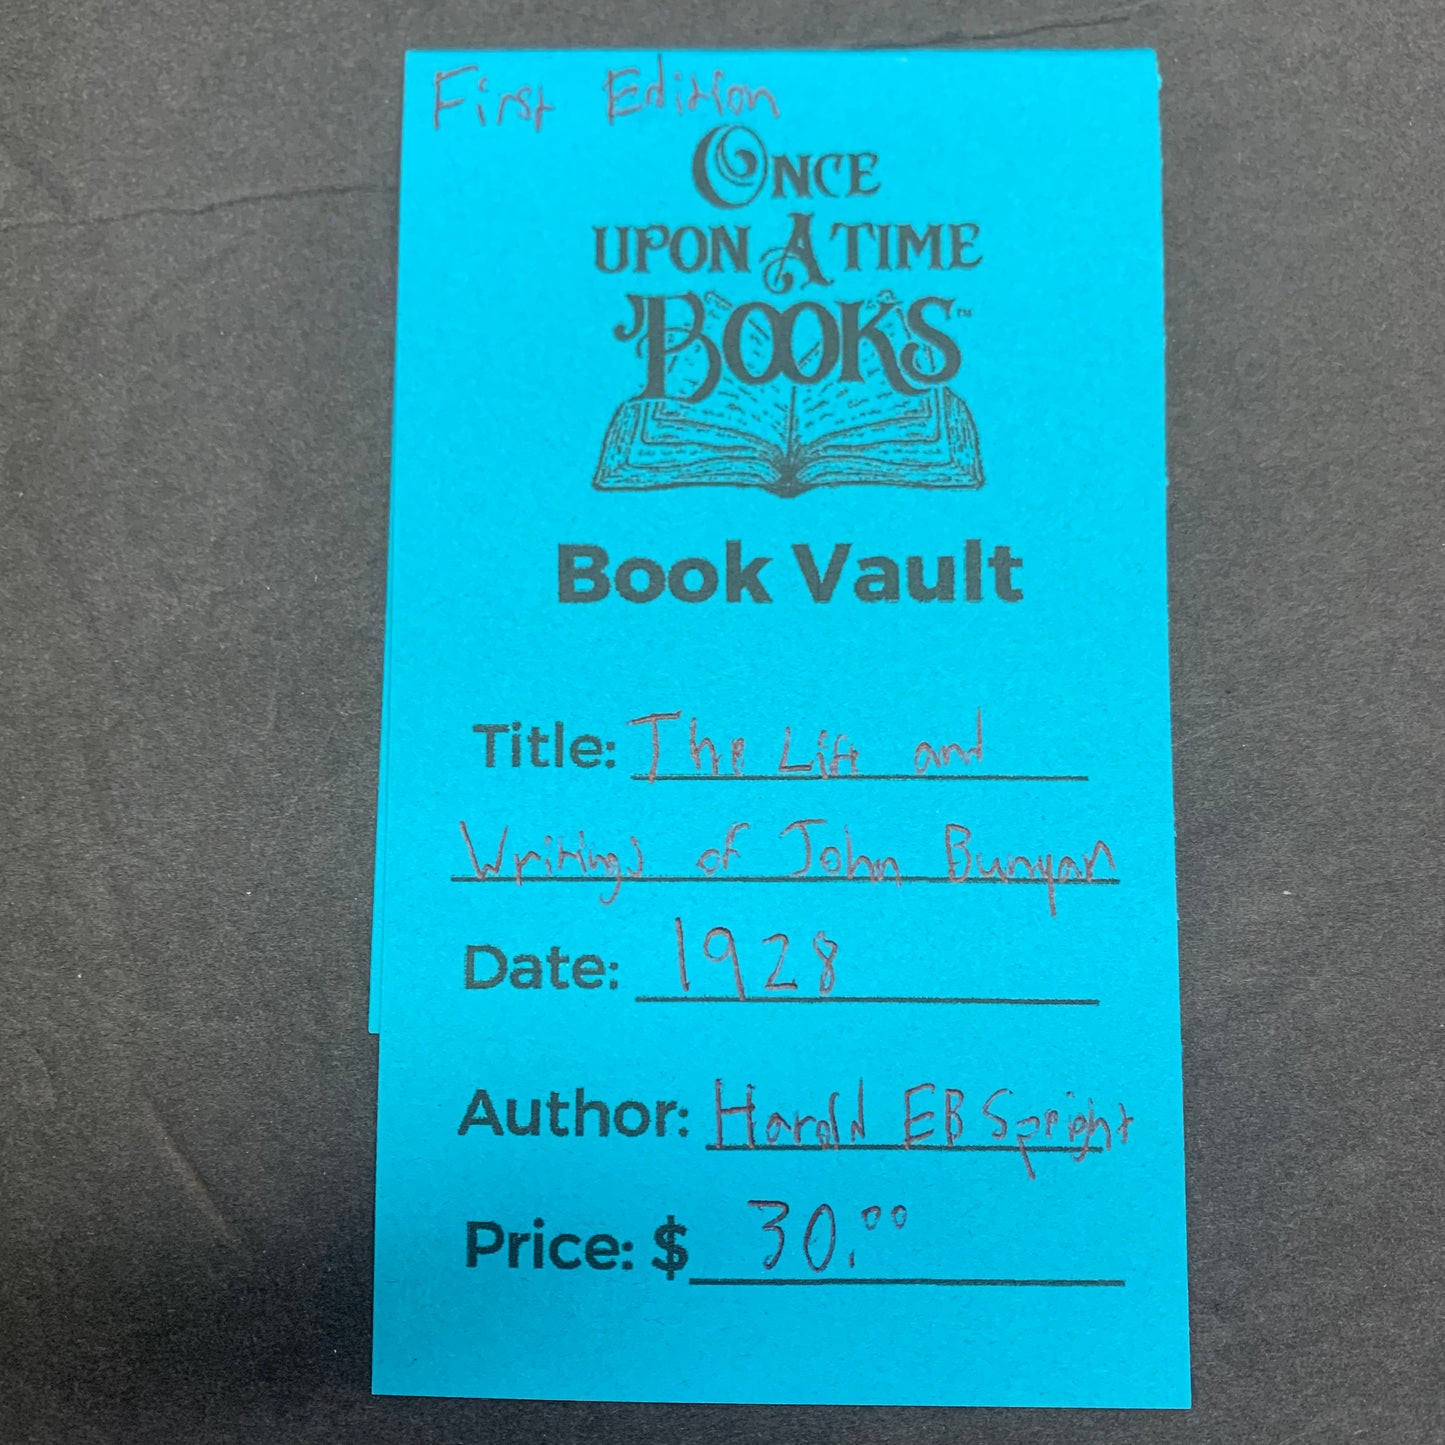 First Edition
ONCE
UPON A TIME
BOOKS™
Book Vault
Title: The Life and
Writings of John Bunyan
Date: 1928
Author: Harold EB Speight
Price: $ 30.00